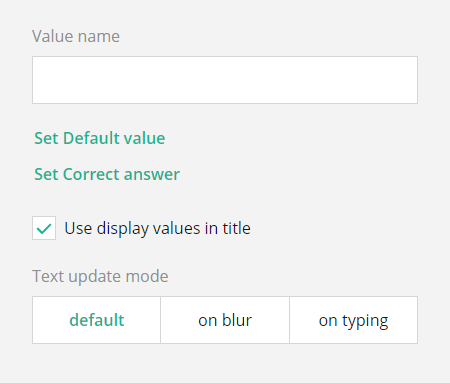 Value name
Set Default value
Set Correct answer
Use display values in title
Text update mode
default on blur on typing